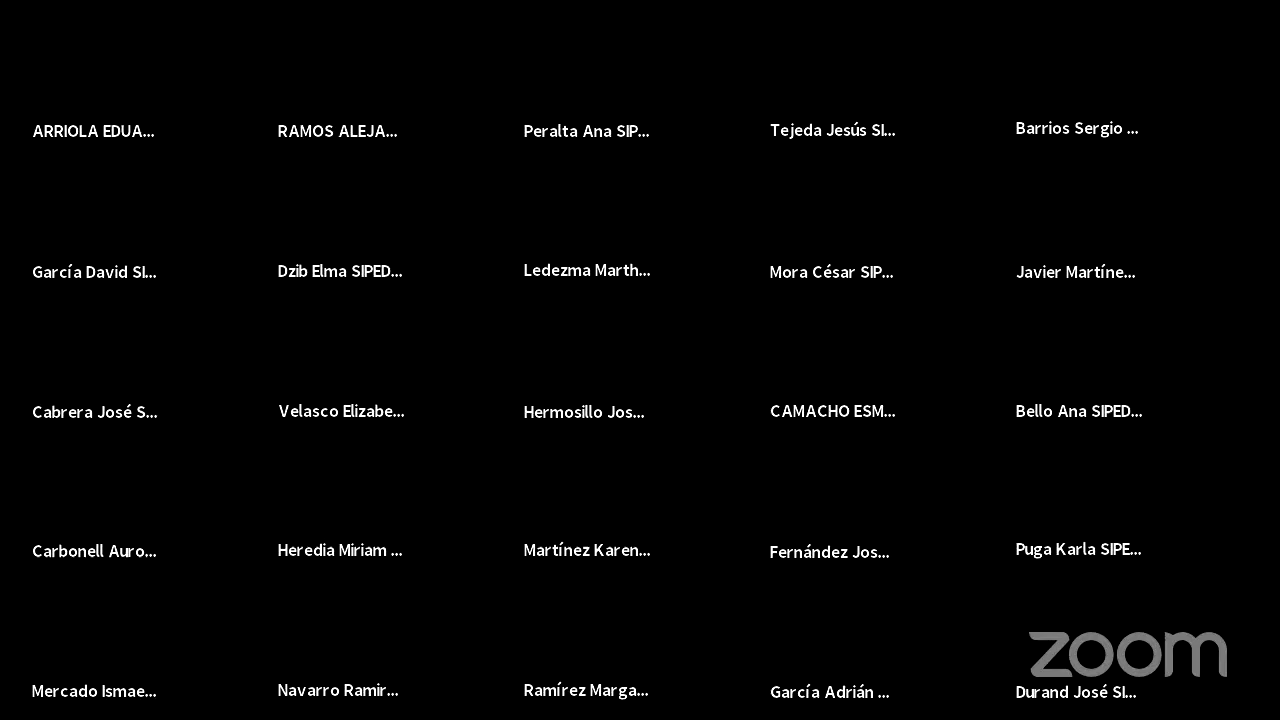 ARRIOLA EDUA...
RAMOS ALEJA...
Peralta Ana SIP...
Tejeda Jesús SI...
Barrios Sergio ...
García David SI...
Dzib Elma SIPED...
Ledezma Marth...
Mora César SIP...
Javier Martíne...
Cabrera José S...
Velasco Elizabe...
Hermosillo Jos...
CAMACHO ESM...
Bello Ana SIPED...
Carbonell Auro...
Heredia Miriam ...
Martínez Karen...
Fernández Jos...
Puga Karla SIPE...
zoom
Mercado Ismae...
Navarro Ramir...
Ramírez Marga...
García Adrián ...
Durand José SI...